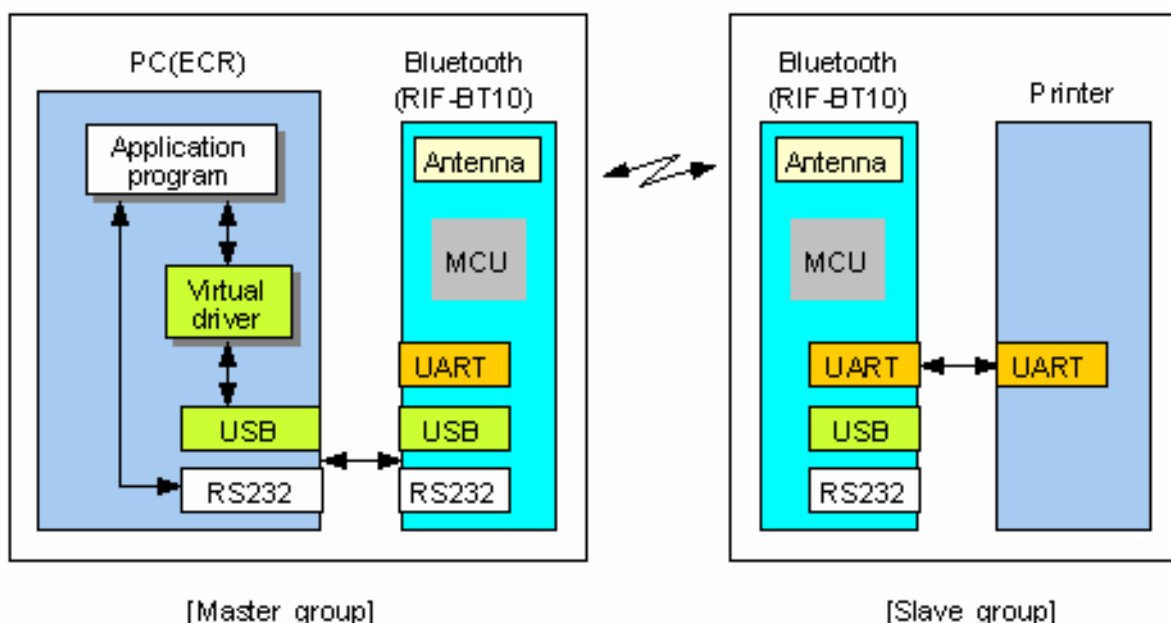 PC(ECR)
Bluetooth
(RIF-BT10)
Application
program
Antenna
MCU
Virtual
driver
UART
USB
USB
RS232
RS232
[Master group]
Bluetooth
(RIF-BT10)
Printer
Antenna
MCU
UART
UART
USB
RS232
[Slave group]